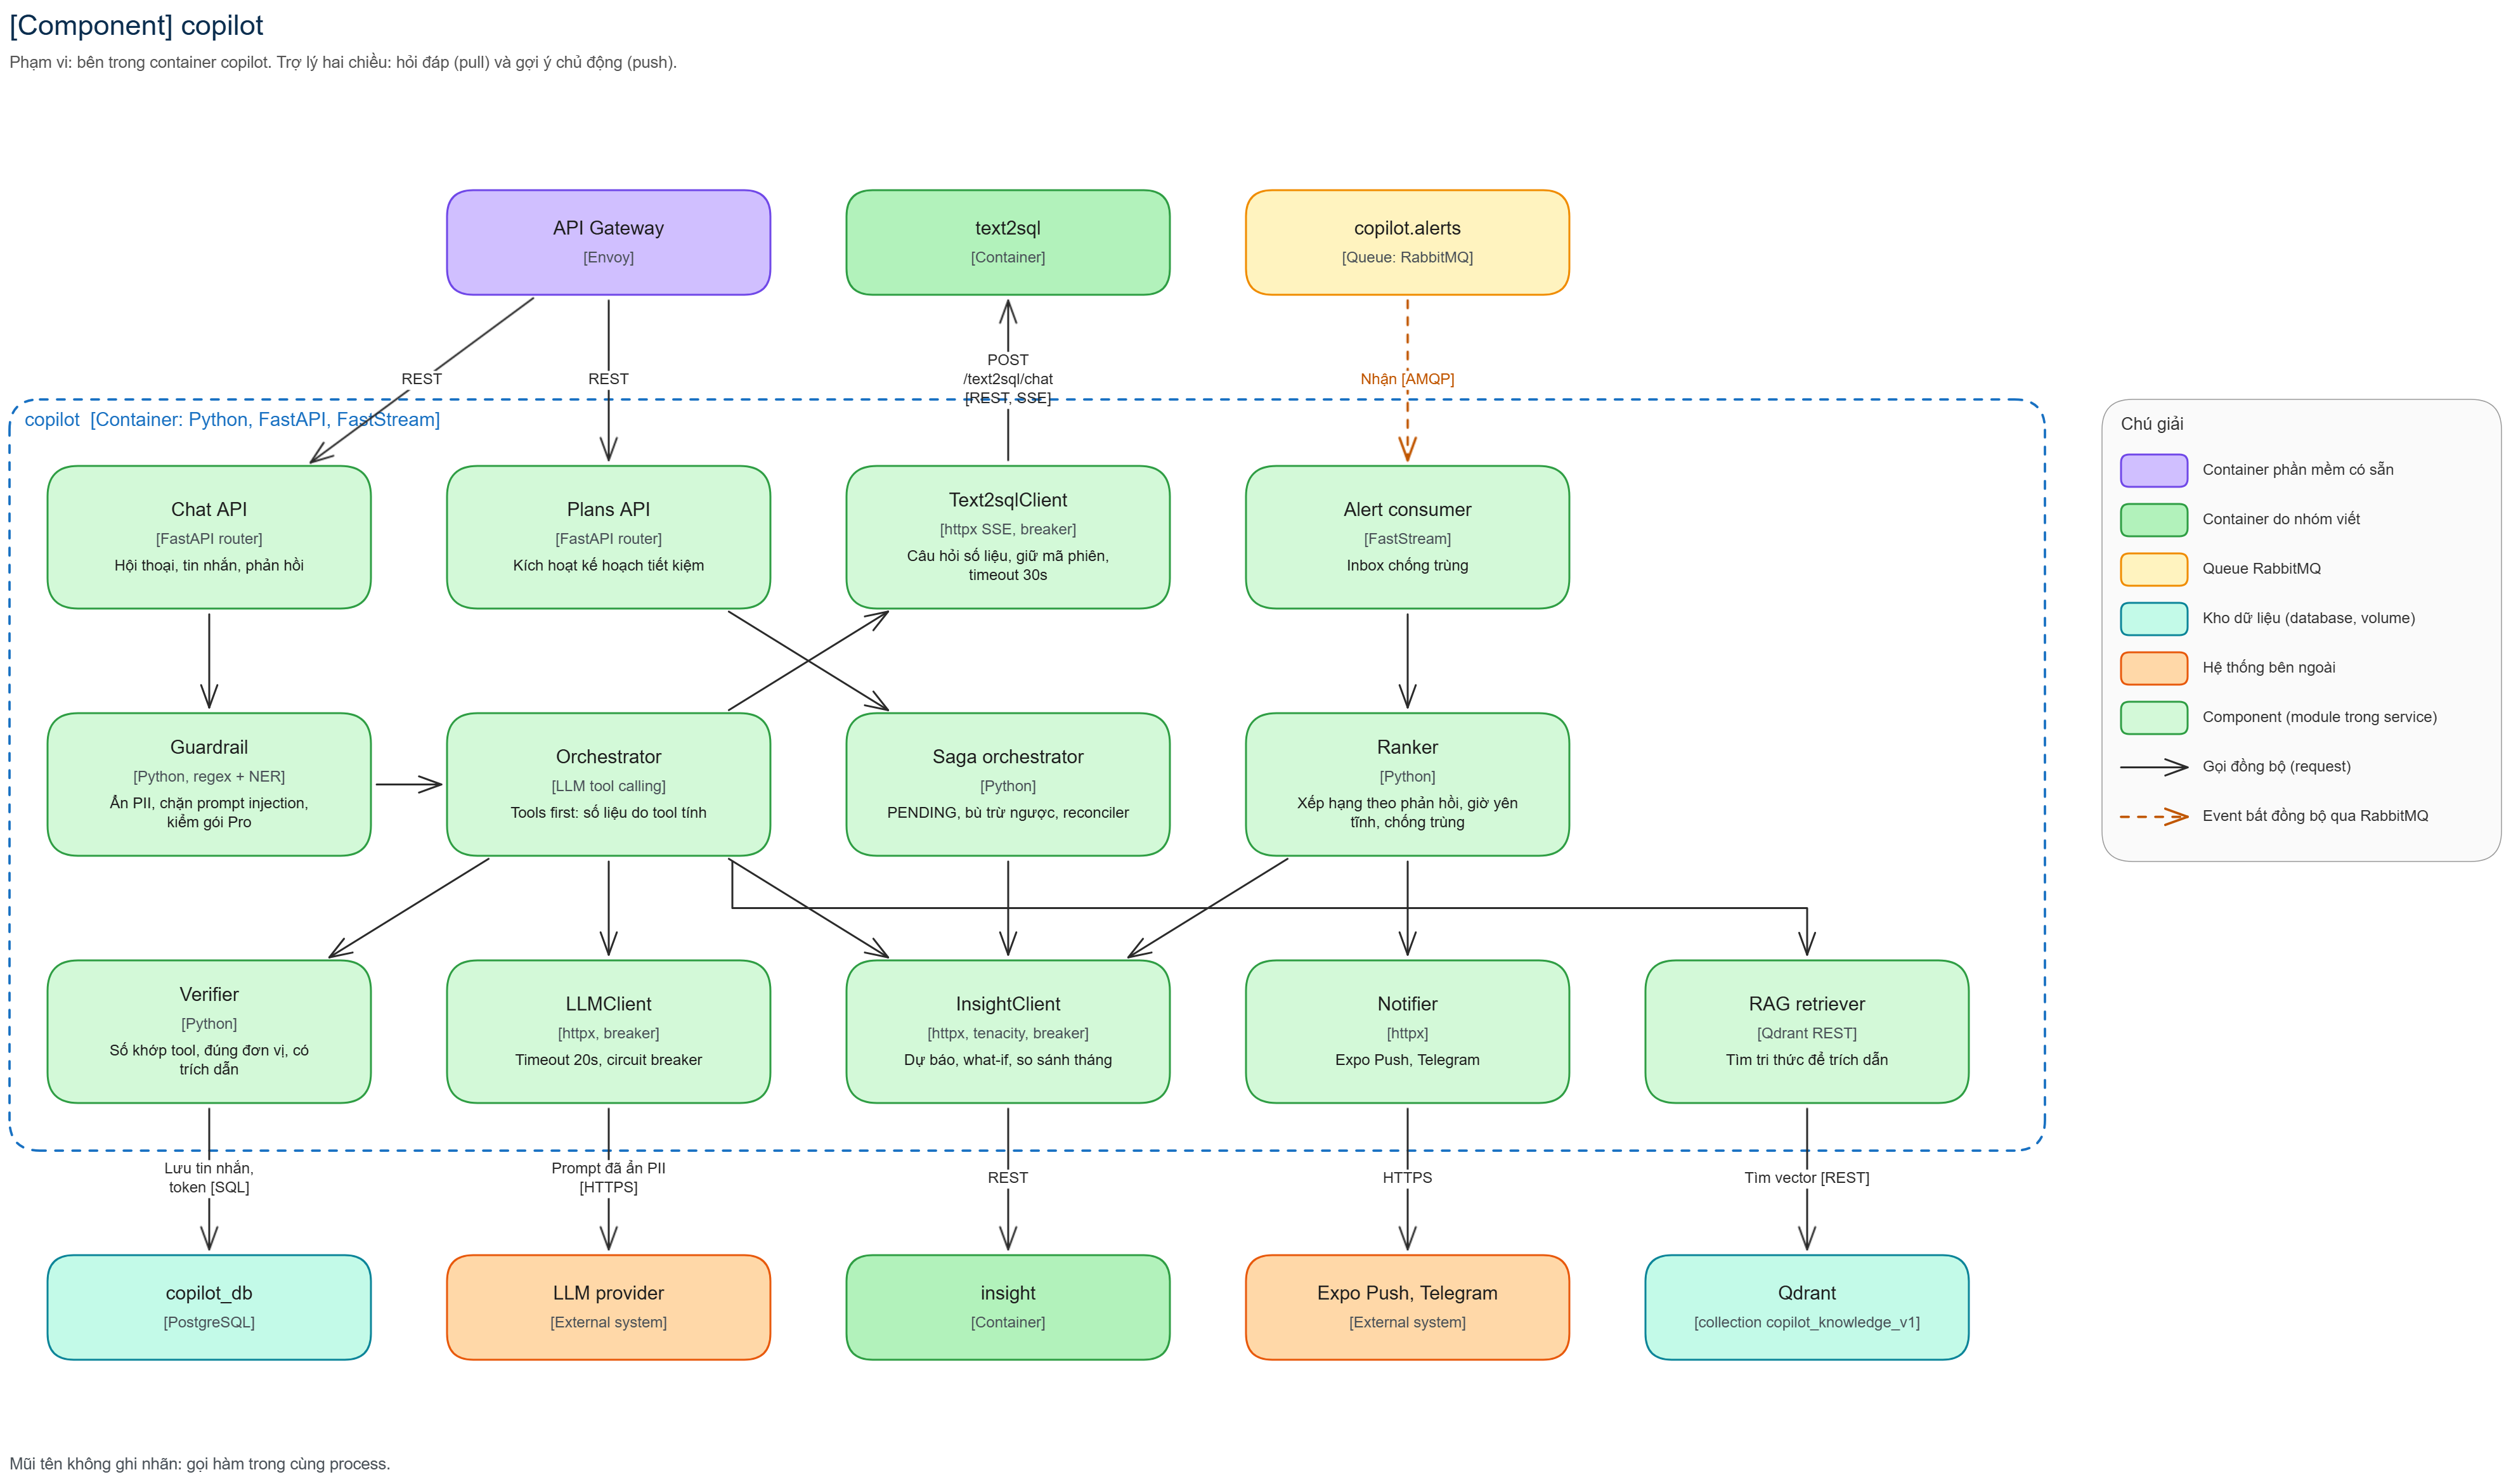 [Component] copilot
Phạm vi: bên trong container copilot. Trợ lý hai chiều: hỏi đáp (pull) và gợi ý chủ động (push).
API Gateway
[Envoy]
text2sql
[Container]
copilot.alerts
[Queue: RabbitMQ]
REST
REST
POST
/text2sql/chat
[REST, SSE]
Nhận [AMQP]
copilot  [Container: Python, FastAPI, FastStream]
Chat API
[FastAPI router]
Hội thoại, tin nhắn, phản hồi
Plans API
[FastAPI router]
Kích hoạt kế hoạch tiết kiệm
Text2sqlClient
[httpx SSE, breaker]
Câu hỏi số liệu, giữ mã phiên,
timeout 30s
Alert consumer
[FastStream]
Inbox chống trùng
Guardrail
[Python, regex + NER]
Ẩn PII, chặn prompt injection,
kiểm gói Pro
Orchestrator
[LLM tool calling]
Tools first: số liệu do tool tính
Saga orchestrator
[Python]
PENDING, bù trừ ngược, reconciler
Ranker
[Python]
Xếp hạng theo phản hồi, giờ yên
tĩnh, chống trùng
Verifier
[Python]
Số khớp tool, đúng đơn vị, có
trích dẫn
LLMClient
[httpx, breaker]
Timeout 20s, circuit breaker
InsightClient
[httpx, tenacity, breaker]
Dự báo, what-if, so sánh tháng
Notifier
[httpx]
Expo Push, Telegram
RAG retriever
[Qdrant REST]
Tìm tri thức để trích dẫn
Lưu tin nhắn,
token [SQL]
Prompt đã ẩn PII
[HTTPS]
REST
HTTPS
Tìm vector [REST]
copilot_db
[PostgreSQL]
LLM provider
[External system]
insight
[Container]
Expo Push, Telegram
[External system]
Qdrant
[collection copilot_knowledge_v1]
Chú giải
Container phần mềm có sẵn
Container do nhóm viết
Queue RabbitMQ
Kho dữ liệu (database, volume)
Hệ thống bên ngoài
Component (module trong service)
Gọi đồng bộ (request)
Event bất đồng bộ qua RabbitMQ
Mũi tên không ghi nhãn: gọi hàm trong cùng process.